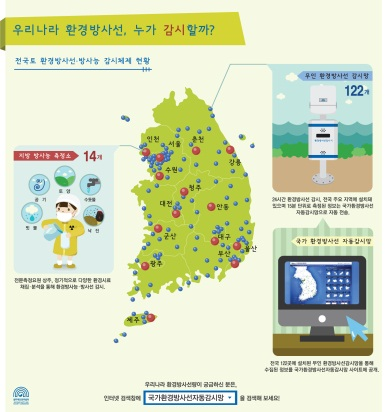 우리나라 환경방사선, 누가 감시할까?
전국토 환경방사선·방사능 감시체계 현황
무인 환경방사선 감시망
122개
인천
서울
춘천
강릉
수원
지방 방사능 측정소 14개
청주
대전
안동
군산
대구
울산
부산
광주
제주
공기
토양
수돗물
빗물
낙진
전문측정요원 상주, 정기적으로 다양한 환경시료
채집·분석을 통해 환경방사능·방사선 감시.
24시간 환경방사선 감시, 전국 주요 지역에 설치돼
있으며 15분 단위로 측정된 정보는 국가환경방사선
자동감시망으로 자동 전송.
국가 환경방사선 자동감시망
전국 122곳에 설치된 무인 환경방사선감시망을 통해
수집된 정보를 국가환경방사선자동감시망 사이트에 공개.
우리나라 환경방사선량이 궁금하신 분은,
인터넷 검색창에 국가환경방사선자동감시망 을 검색해 보세요!